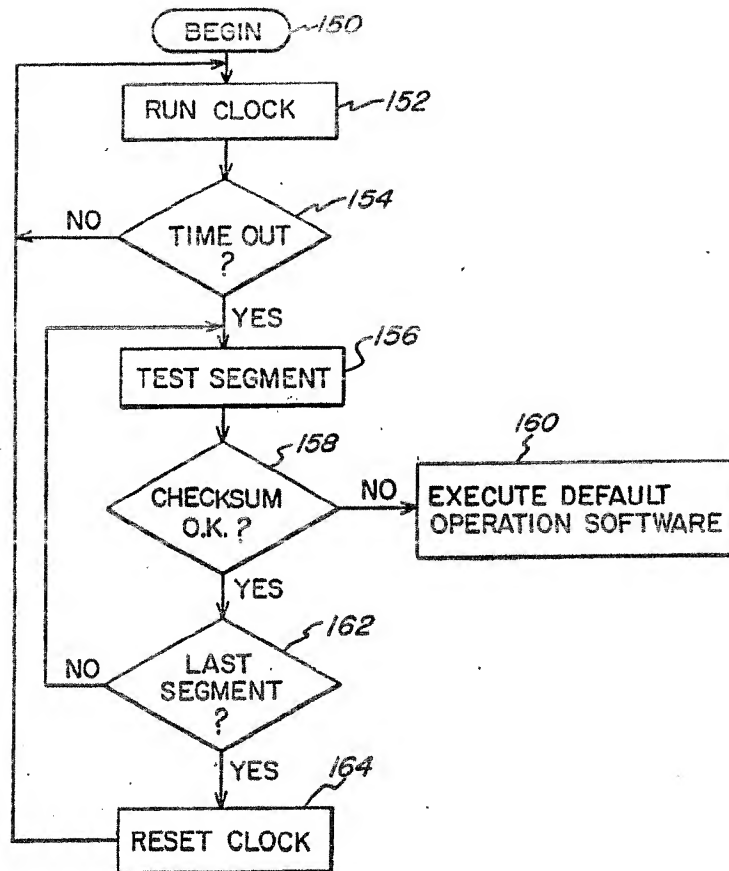 BEGIN
150
RUN CLOCK
152
154
NO
TIME OUT
?
YES
156
TEST SEGMENT
158
160
CHECKSUM
O.K. ?
NO
EXECUTE DEFAULT
OPERATION SOFTWARE
YES
162
NO
LAST
SEGMENT
?
YES
164
RESET CLOCK